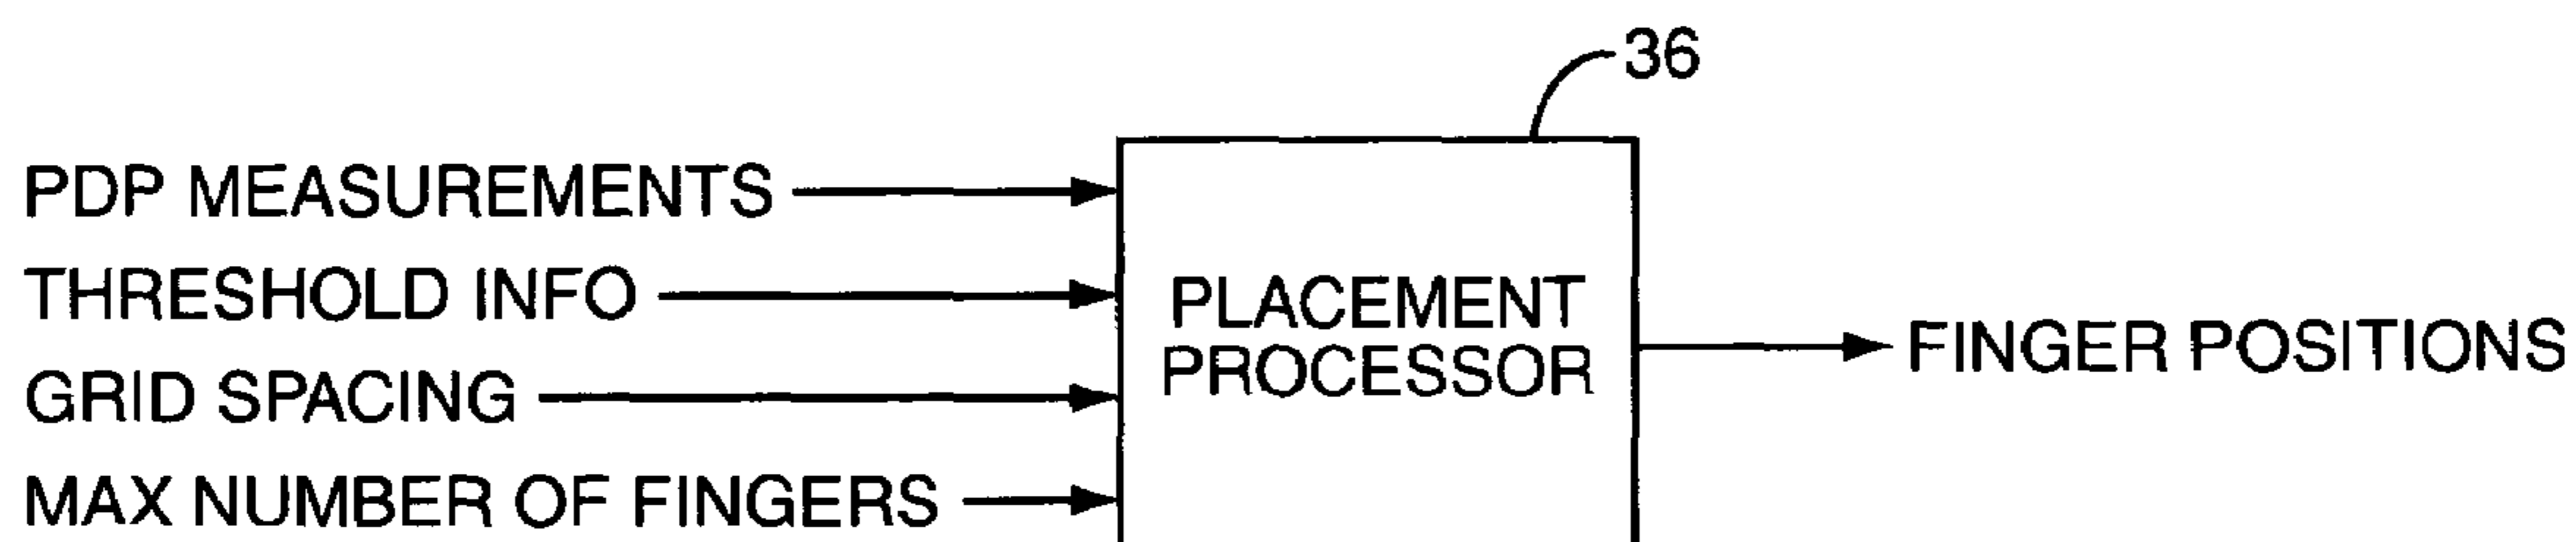 36
PDP MEASUREMENTS
THRESHOLD INFO
GRID SPACING
MAX NUMBER OF FINGERS
PLACEMENT
PROCESSOR
FINGER POSITIONS